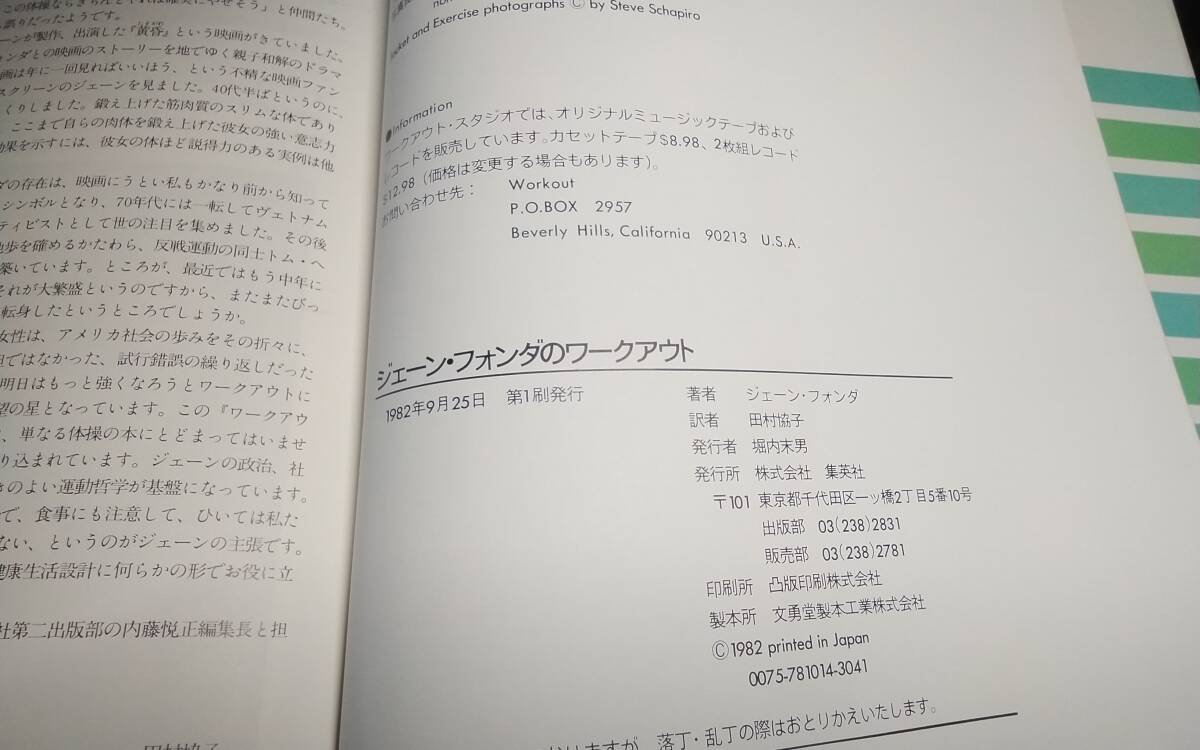 この体操ならきちんとやれば確実にやせそう」と仲間たち。
誤りだったようです。
ーンが製作、出演した『黄昏』という映画がきていました。
ォンダとの映画のストーリーを地でゆく親子和解のドラマ
画は年に一回見ればいいほう、という不精な映画ファン
スクリーンのジェーンを見ました。40代半ばというのに、
くりしました。鍛え上げた筋肉質のスリムな体であり
ここまで自らの肉体を鍛え上げた彼女の強い意志力
効果を示すには、彼女の体ほど説得力のある実例は他
ダの存在は、映画にうとい私もかなり前から知って
シンボルとなり、70年代には一転してヴェトナム
ティビストとして世の注目を集めました。その後
地歩を確めるかたわら、反戦運動の同士トム・ヘ
築いています。ところが、最近ではもう中年に
それが大繁盛というのですから、またまたびっ
転身したというところでしょうか。
女性は、アメリカ社会の歩みをその折々に、
坦ではなかった、試行錯誤の繰り返しだった
明日はもっと強くなろうとワークアウトに
望の星となっています。この『ワークアウ
、単なる体操の本にとどまってはいませ
り込まれています。ジェーンの政治、社
きのよい運動哲学が基盤になっています。
で、食事にも注意して、ひいては私た
ない、というのがジェーンの主張です。
健康生活設計に何らかの形でお役に立
社第二出版部の内藤悦正編集長と担
田村協子
and Exercise photographs © by Steve Schapiro
●Information
ワークアウト・スタジオでは、オリジナルミュージックテープおよび
レコードを販売しています。カセットテープ$8.98、2枚組レコード
$12.98(価格は変更する場合もあります)。
お問い合わせ先： Workout
P.O.BOX 2957
Beverly Hills, California 90213 U.S.A.
ジェーン・フォンダのワークアウト
1982年9月25日 第1刷発行
著者 ジェーン・フォンダ
訳者 田村協子
発行者 堀内末男
発行所 株式会社 集英社
〒101 東京都千代田区一ッ橋2丁目5番10号
出版部 03(238)2831
販売部 03(238)2781
印刷所 凸版印刷株式会社
製本所 文勇堂製本工業株式会社
©1982 printed in Japan
0075-781014-3041
が、落丁・乱丁の際はおとりかえいたします。